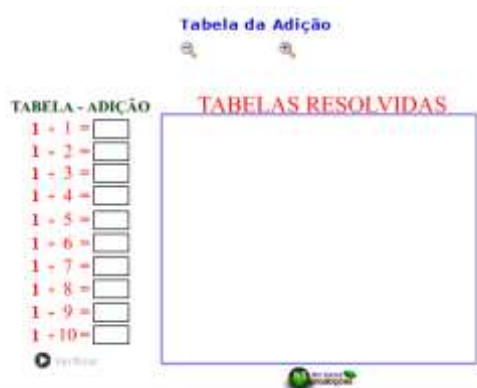 Tabela da Adição
TABELA - ADIÇÃO
TABELAS RESOLVIDAS
1 + 1 =
1 + 2 =
1 + 3 =
1 + 4 =
1 + 5 =
1 + 6 =
1 + 7 =
1 + 8 =
1 + 9 =
1 + 10 =
Verificar